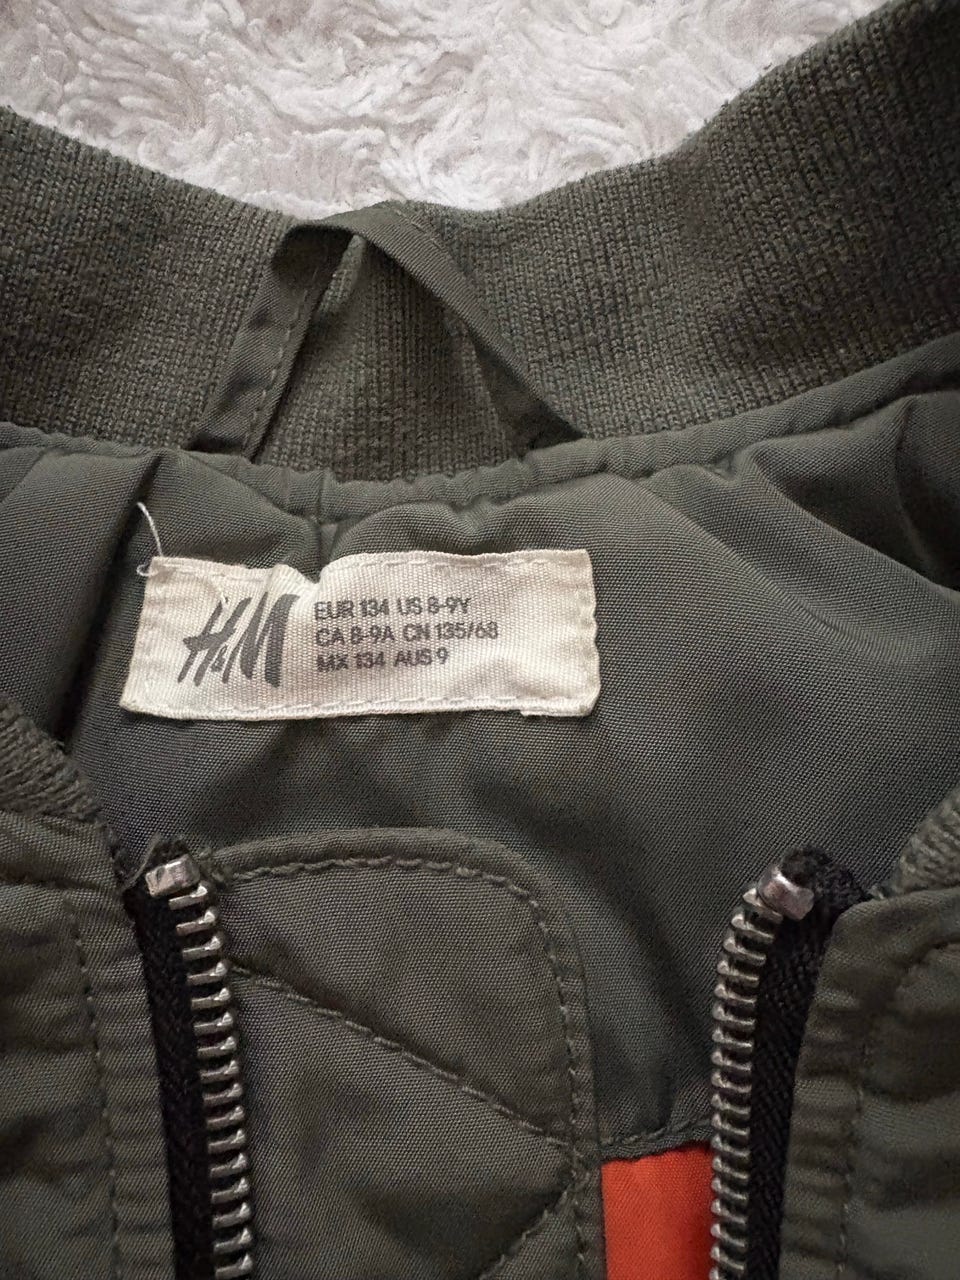 H&M
EUR 134 US 8-9Y
CA 8-9A CN 135/68
MX 134 AUS 9